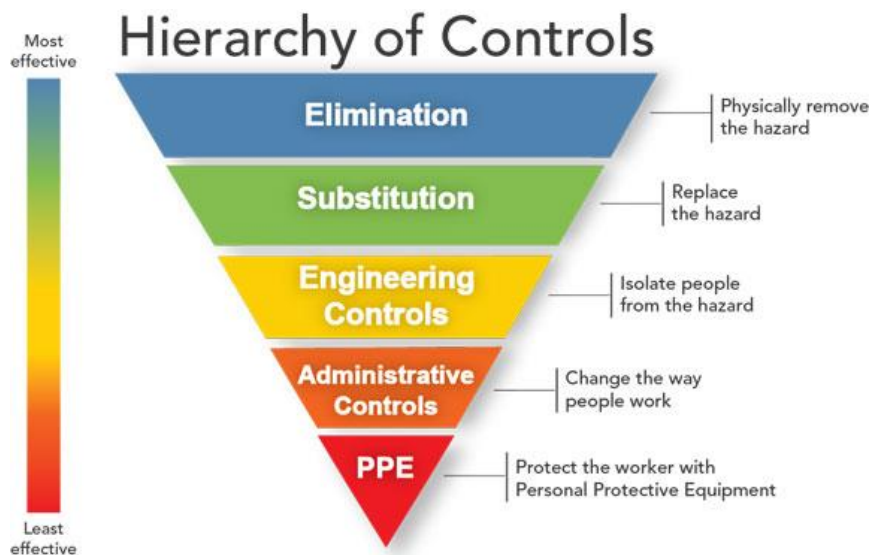 Hierarchy of Controls
Most
effective
Elimination
Physically remove
the hazard
Substitution
Replace
the hazard
Engineering
Controls
Isolate people
from the hazard
Administrative
Controls
Change the way
people work
PPE
Protect the worker with
Personal Protective Equipment
Least
effective